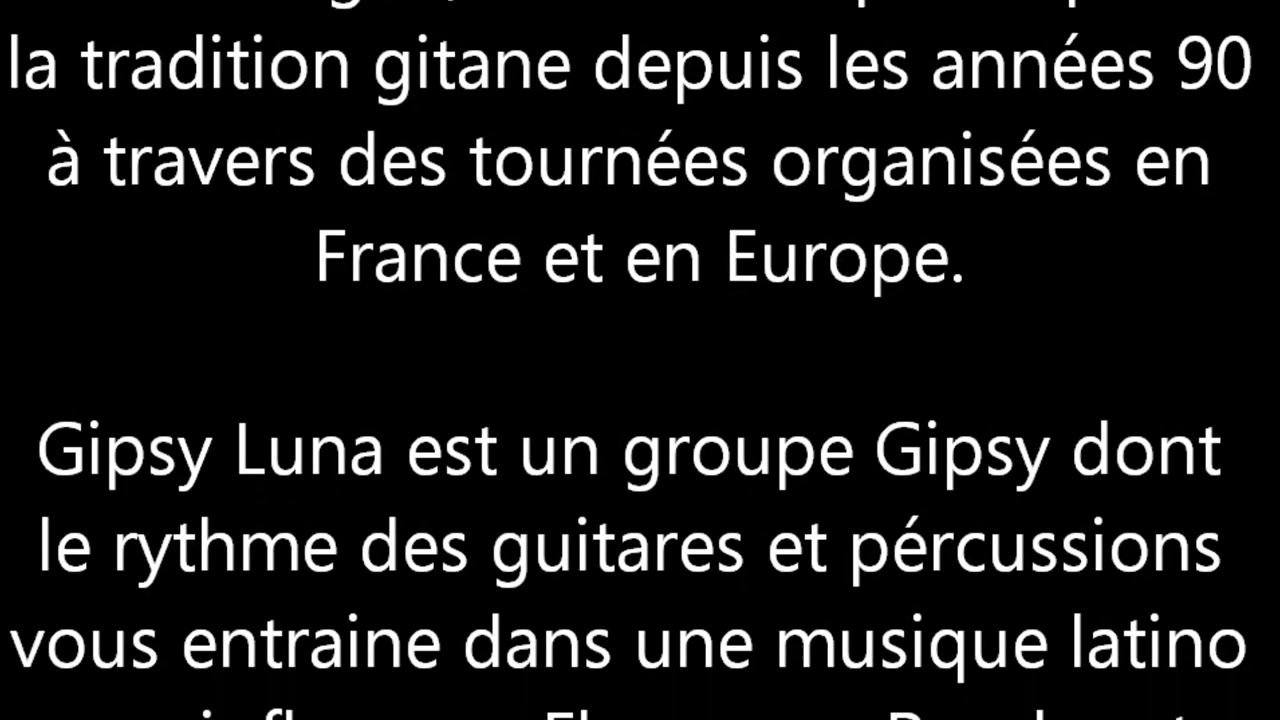 la tradition gitane depuis les années 90
à travers des tournées organisées en
France et en Europe.
Gipsy Luna est un groupe Gipsy dont
le rythme des guitares et pércussions
vous entraine dans une musique latino